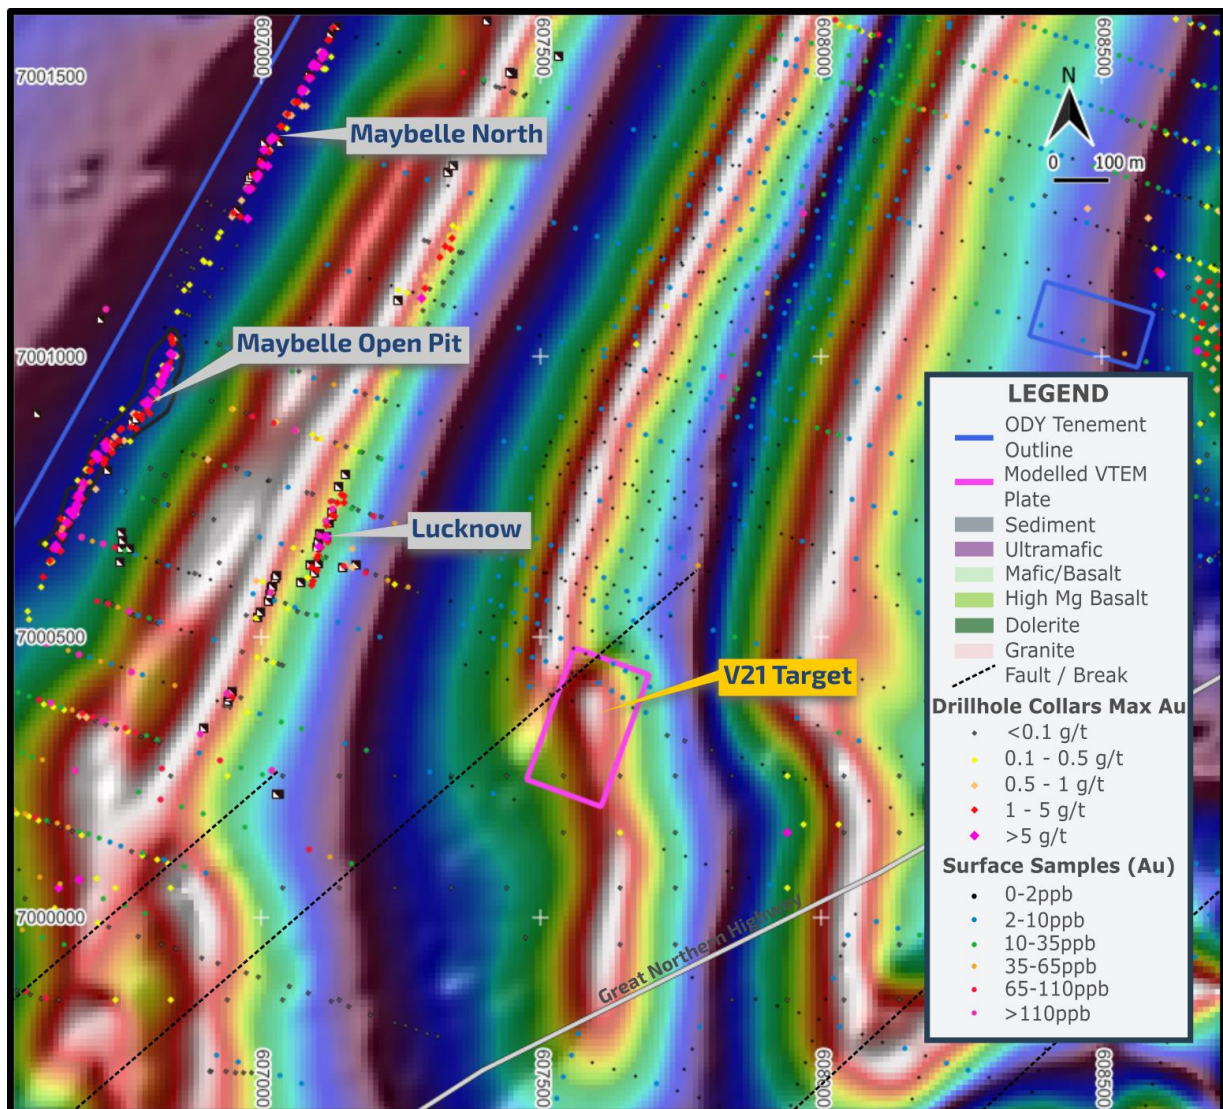 607000
607500
608000
608500
7001500
N
0 100 m
Maybelle North
Maybelle Open Pit
7001000
Lucknow
7000500
V21 Target
7000000
Great Northern Highway
607000
607500
608000
608500
LEGEND
ODY Tenement
Outline
Modelled VTEM
Plate
Sediment
Ultramafic
Mafic/Basalt
High Mg Basalt
Dolerite
Granite
Fault / Break
Drillhole Collars Max Au
<0.1 g/t
0.1 - 0.5 g/t
0.5 - 1 g/t
1 - 5 g/t
>5 g/t
Surface Samples (Au)
0-2ppb
2-10ppb
10-35ppb
35-65ppb
65-110ppb
>110ppb